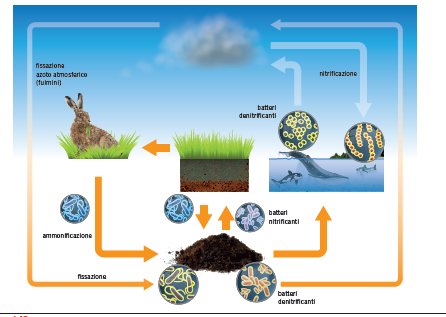 fissazione
azoto atmosferico
(fulmini)
nitrificazione
batteri
denitrificanti
ammonificazione
batteri
nitrificanti
fissazione
batteri
denitrificanti